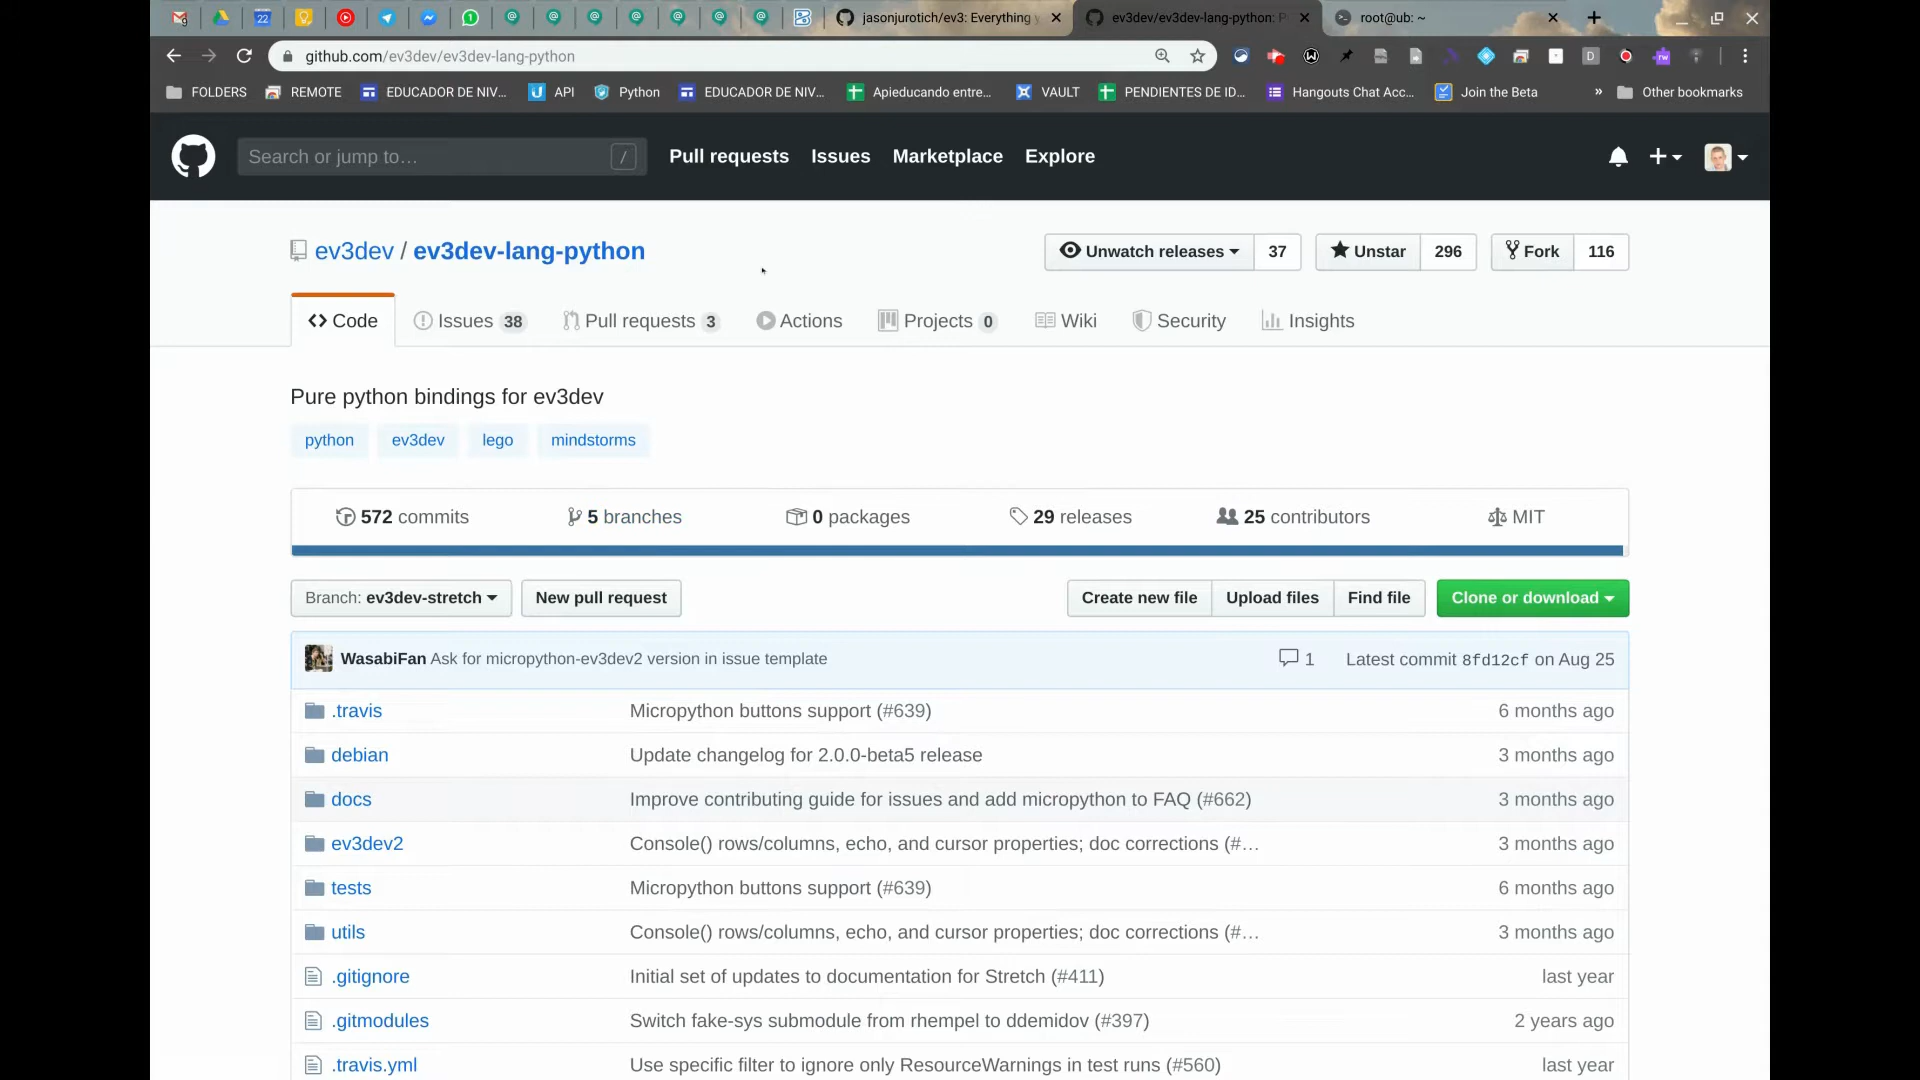 22
1
jasonjurotich/ev3: Everything y
ev3dev/ev3dev-lang-python: P
root@ub: ~
github.com/ev3dev/ev3dev-lang-python
FOLDERS
REMOTE
EDUCADOR DE NIV...
API
Python
EDUCADOR DE NIV...
Apieducando entre...
VAULT
PENDIENTES DE ID...
Hangouts Chat Acc...
Join the Beta
»
Other bookmarks
Search or jump to…
/
Pull requests
Issues
Marketplace
Explore
ev3dev / ev3dev-lang-python
Unwatch releases 37
Unstar 296
Fork 116
Code
Issues 38
Pull requests 3
Actions
Projects 0
Wiki
Security
Insights
Pure python bindings for ev3dev
python
ev3dev
lego
mindstorms
572 commits
5 branches
0 packages
29 releases
25 contributors
MIT
Branch: ev3dev-stretch
New pull request
Create new file
Upload files
Find file
Clone or download
WasabiFan Ask for micropython-ev3dev2 version in issue template
1
Latest commit 8fd12cf on Aug 25
.travis Micropython buttons support (#639) 6 months ago
debian Update changelog for 2.0.0-beta5 release 3 months ago
docs Improve contributing guide for issues and add micropython to FAQ (#662) 3 months ago
ev3dev2 Console() rows/columns, echo, and cursor properties; doc corrections (#… 3 months ago
tests Micropython buttons support (#639) 6 months ago
utils Console() rows/columns, echo, and cursor properties; doc corrections (#… 3 months ago
.gitignore Initial set of updates to documentation for Stretch (#411) last year
.gitmodules Switch fake-sys submodule from rhempel to ddemidov (#397) 2 years ago
.travis.yml Use specific filter to ignore only ResourceWarnings in test runs (#560) last year